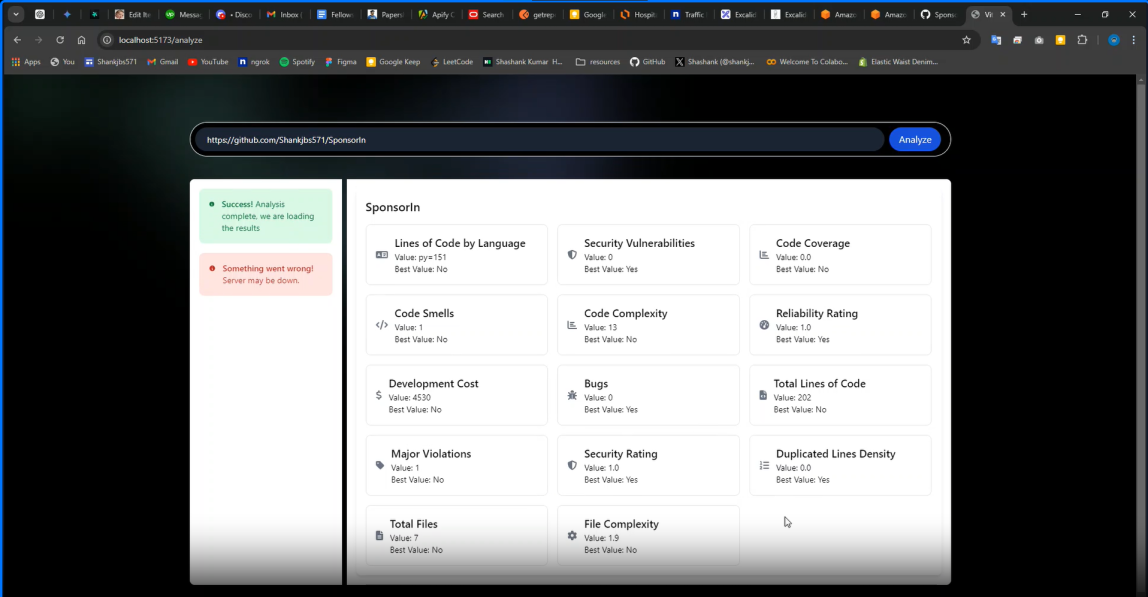 Edit Ite
Messag
• Disco
Inbox (
Fellow
Papers
Apify C
Search
getrep
Google
Hospit
Traffic
Excalid
Excalid
Amazo
Amazo
Sponso
Vit
localhost:5173/analyze
Apps
You
Shankjbs571
Gmail
YouTube
ngrok
Spotify
Figma
Google Keep
LeetCode
Shashank Kumar H...
resources
GitHub
Shashank (@shankj...
Welcome To Colabo...
Elastic Waist Denim...
https://github.com/Shankjbs571/SponsorIn
Analyze
Success! Analysis
complete, we are loading
the results
Something went wrong!
Server may be down.
SponsorIn
Lines of Code by Language
Value: py=151
Best Value: No
Security Vulnerabilities
Value: 0
Best Value: Yes
Code Coverage
Value: 0.0
Best Value: No
Code Smells
Value: 1
Best Value: No
Code Complexity
Value: 13
Best Value: No
Reliability Rating
Value: 1.0
Best Value: Yes
Development Cost
Value: 4530
Best Value: No
Bugs
Value: 0
Best Value: Yes
Total Lines of Code
Value: 202
Best Value: No
Major Violations
Value: 1
Best Value: No
Security Rating
Value: 1.0
Best Value: Yes
Duplicated Lines Density
Value: 0.0
Best Value: Yes
Total Files
Value: 7
Best Value: No
File Complexity
Value: 1.9
Best Value: No